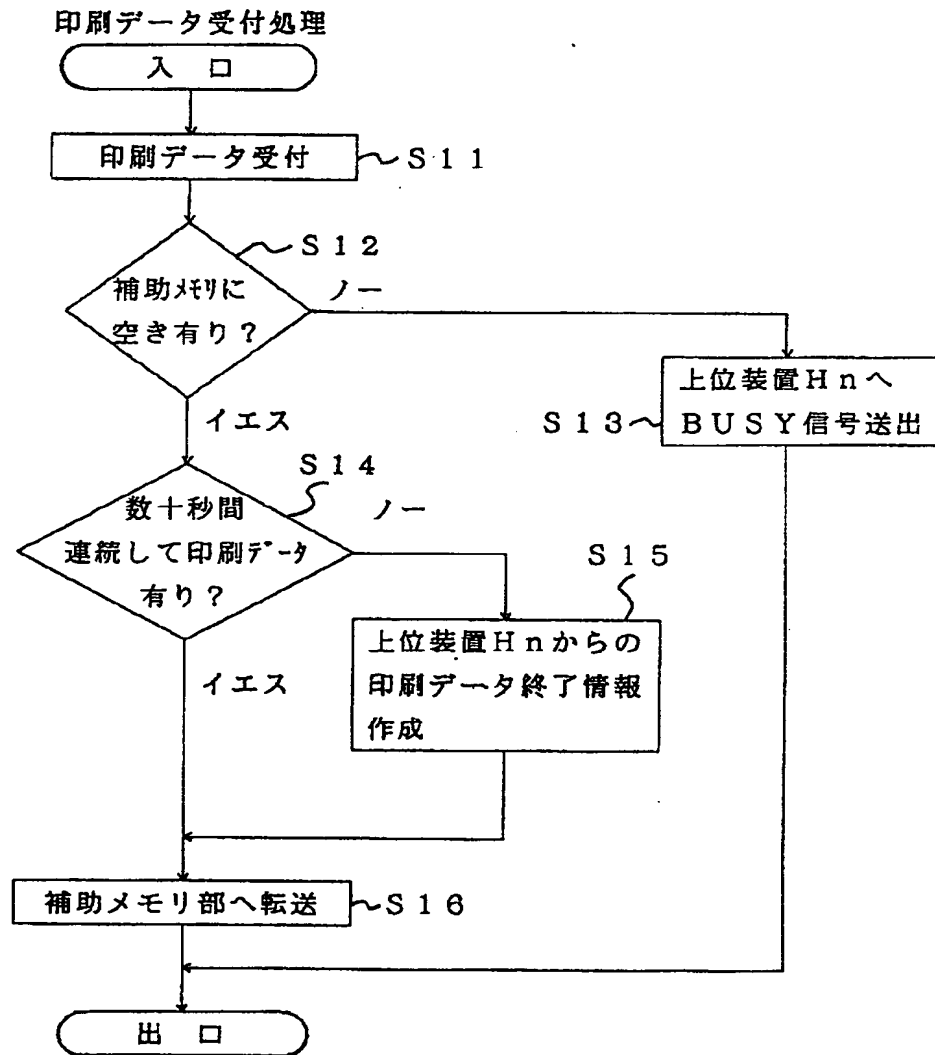 印刷データ受付処理
入 口
印刷データ受付
S11
S12
補助メモリに
空き有り?
ノー
イエス
上位装置Hnへ
BUSY信号送出
S13
S14
数十秒間
連続して印刷データ
有り?
ノー
イエス
S15
上位装置Hnからの
印刷データ終了情報
作成
補助メモリ部へ転送
S16
出 口